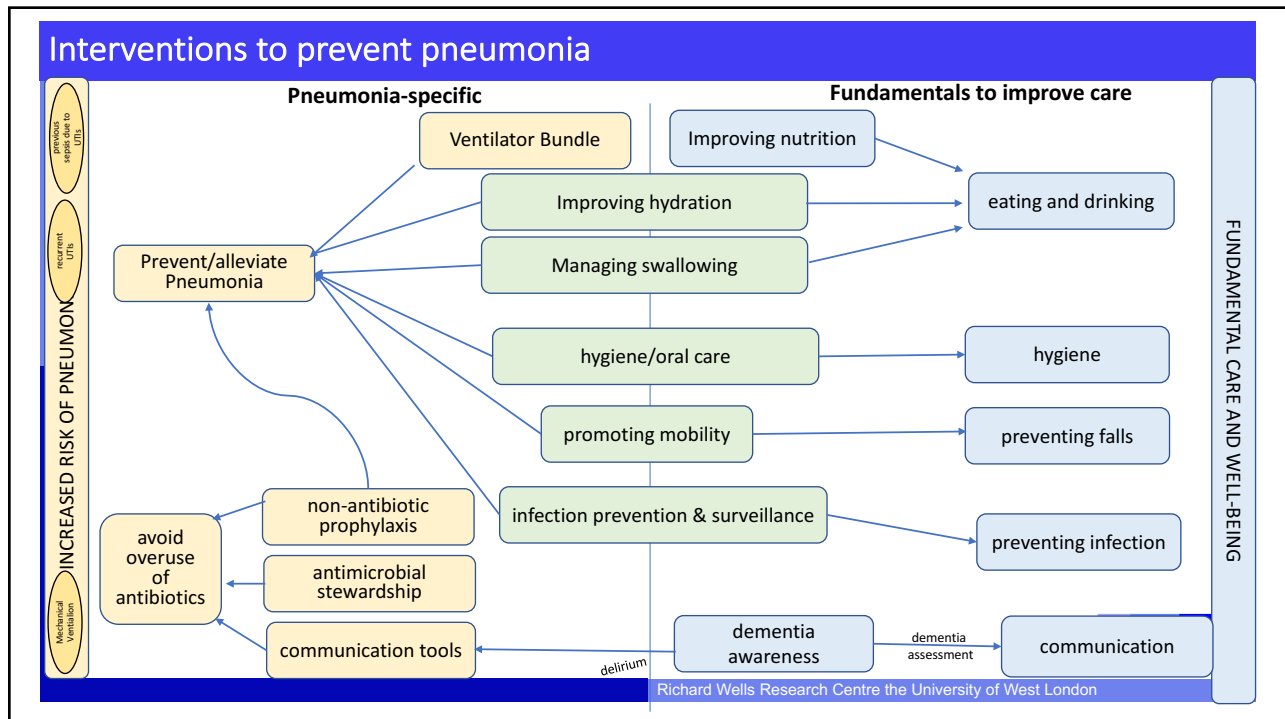 Interventions to prevent pneumonia
Pneumonia-specific
Fundamentals to improve care
previous
sepsis due to
UTIs
recurrent
UTIs
INCREASED RISK OF PNEUMON
Mechanical
Ventilation
Ventilator Bundle
Improving nutrition
Improving hydration
eating and drinking
Managing swallowing
Prevent/alleviate
Pneumonia
hygiene/oral care
hygiene
promoting mobility
preventing falls
non-antibiotic
prophylaxis
infection prevention & surveillance
preventing infection
avoid
overuse
of
antibiotics
antimicrobial
stewardship
communication tools
delirium
dementia
awareness
dementia
assessment
communication
FUNDAMENTAL CARE AND WELL-BEING
Richard Wells Research Centre the University of West London